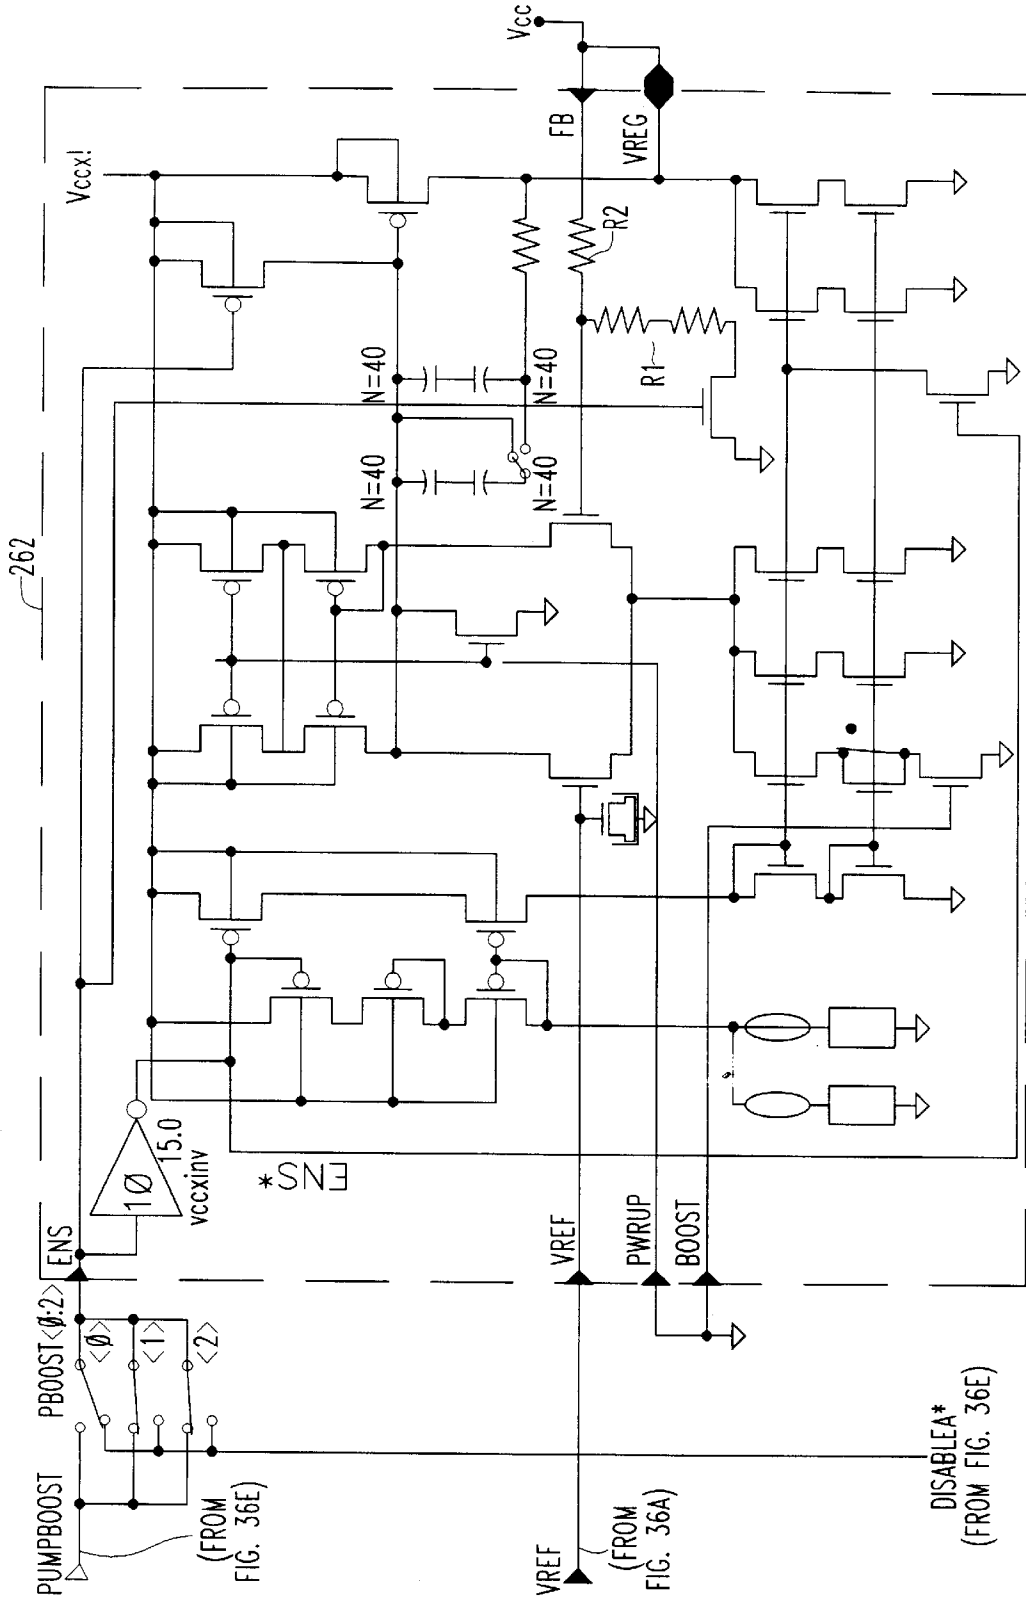 262
Vccx!
Vcc
FB
VREG
R2
R1
N=40
N=40
N=40
N=40
ENS
1Ø
15.0
vccxinv
ENS*
VREF
PWRUP
BOOST
PBOOST<Ø:2>
<Ø>
<1>
<2>
PUMPBOOST
(FROM
FIG. 36E)
VREF
(FROM
FIG. 36A)
DISABLEA*
(FROM FIG. 36E)